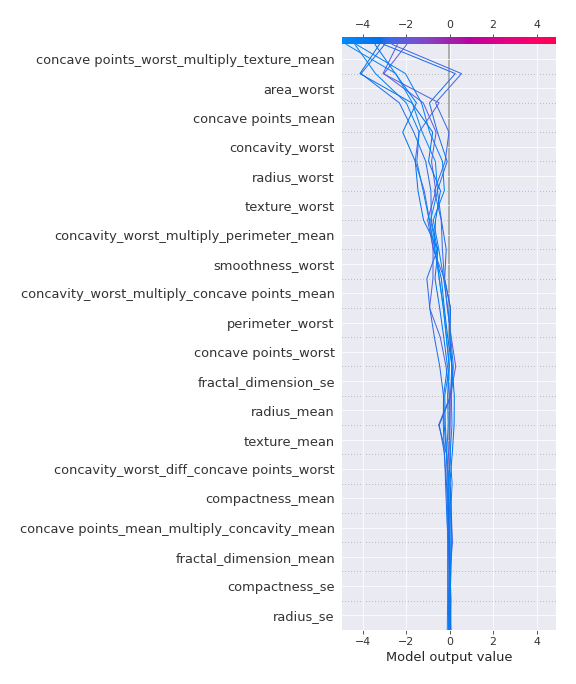 −4 −2 0 2 4
concave points_worst_multiply_texture_mean
area_worst
concave points_mean
concavity_worst
radius_worst
texture_worst
concavity_worst_multiply_perimeter_mean
smoothness_worst
concavity_worst_multiply_concave points_mean
perimeter_worst
concave points_worst
fractal_dimension_se
radius_mean
texture_mean
concavity_worst_diff_concave points_worst
compactness_mean
concave points_mean_multiply_concavity_mean
fractal_dimension_mean
compactness_se
radius_se
−4 −2 0 2 4
Model output value